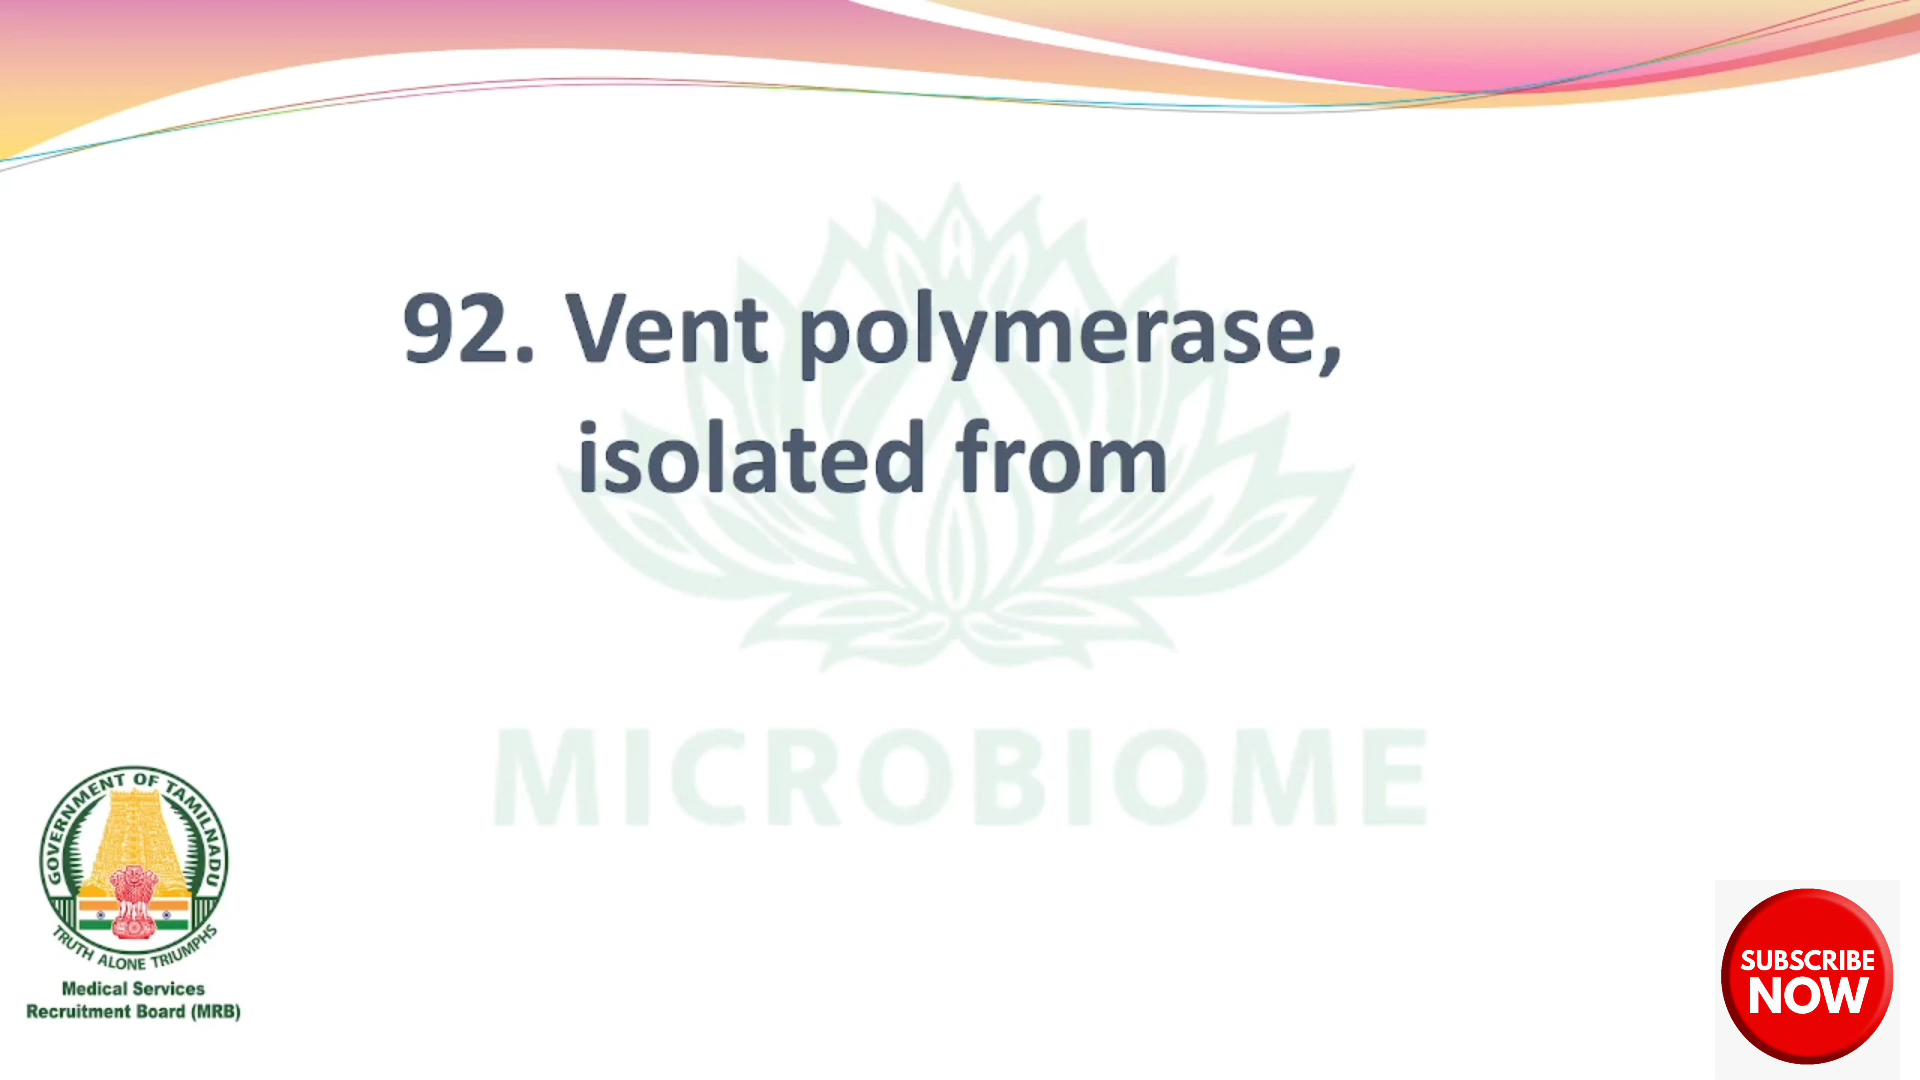 92. Vent polymerase,
isolated from
MICROBIOME
GOVERNMENT OF TAMILNADU
TRUTH ALONE TRIUMPHS
Medical Services
Recruitment Board (MRB)
SUBSCRIBE
NOW